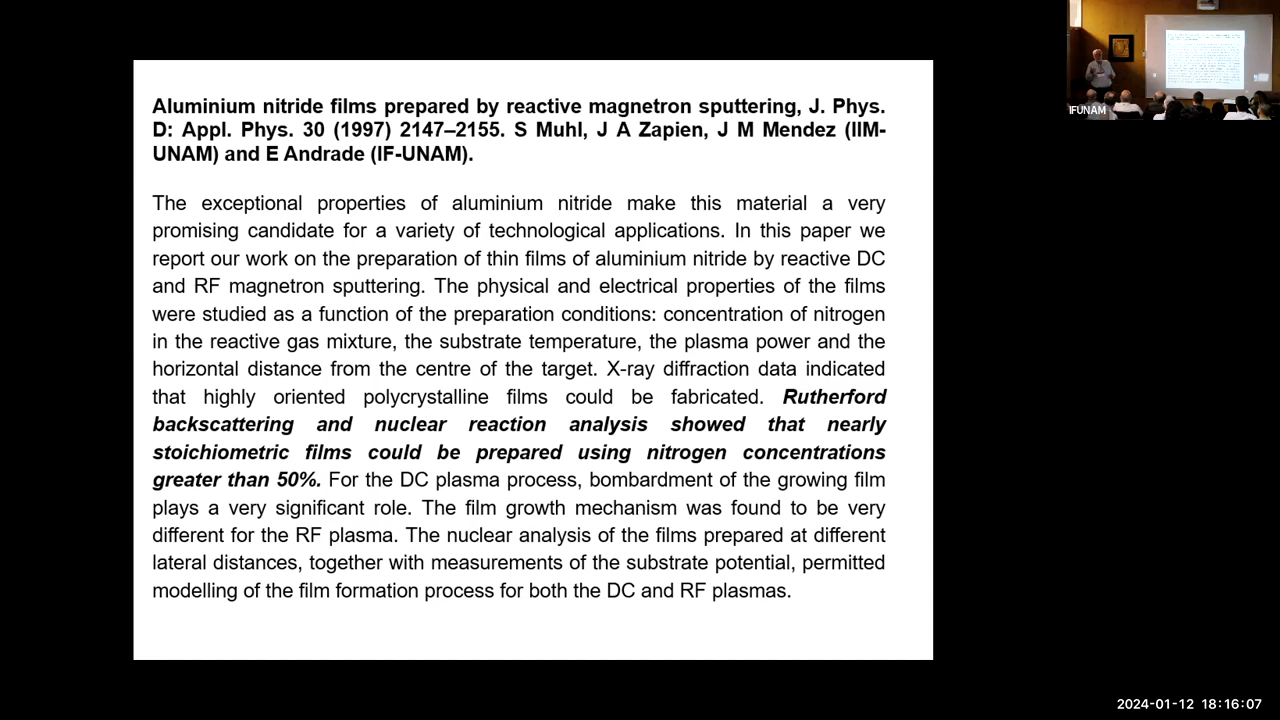 Aluminium nitride films prepared by reactive magnetron sputtering, J. Phys.
D: Appl. Phys. 30 (1997) 2147–2155. S Muhl, J A Zapien, J M Mendez (IIM-
UNAM) and E Andrade (IF-UNAM).
The exceptional properties of aluminium nitride make this material a very
promising candidate for a variety of technological applications. In this paper we
report our work on the preparation of thin films of aluminium nitride by reactive DC
and RF magnetron sputtering. The physical and electrical properties of the films
were studied as a function of the preparation conditions: concentration of nitrogen
in the reactive gas mixture, the substrate temperature, the plasma power and the
horizontal distance from the centre of the target. X-ray diffraction data indicated
that highly oriented polycrystalline films could be fabricated. Rutherford
backscattering and nuclear reaction analysis showed that nearly
stoichiometric films could be prepared using nitrogen concentrations
greater than 50%. For the DC plasma process, bombardment of the growing film
plays a very significant role. The film growth mechanism was found to be very
different for the RF plasma. The nuclear analysis of the films prepared at different
lateral distances, together with measurements of the substrate potential, permitted
modelling of the film formation process for both the DC and RF plasmas.
IFUNAM
2024-01-12 18:16:07